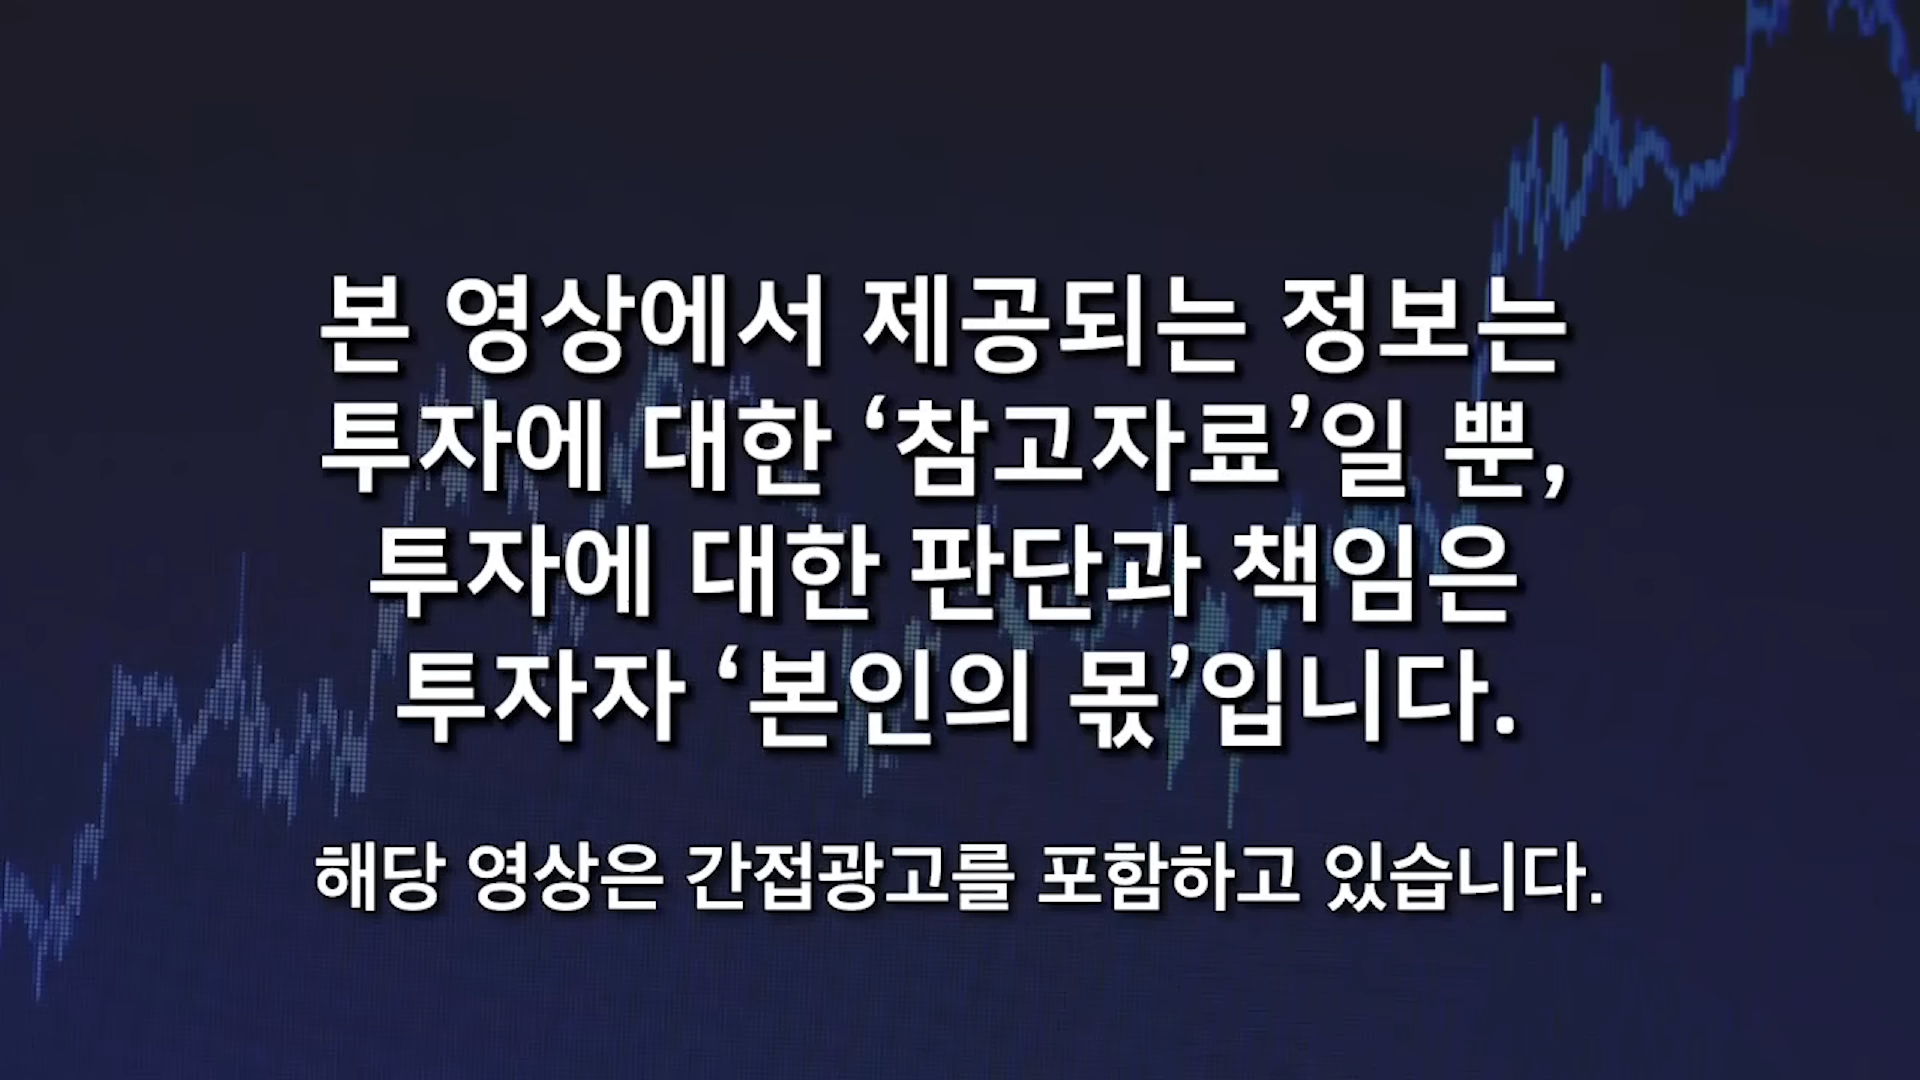 본 영상에서 제공되는 정보는
투자에 대한 ‘참고자료’일 뿐,
투자에 대한 판단과 책임은
투자자 ‘본인의 몫’입니다.
해당 영상은 간접광고를 포함하고 있습니다.